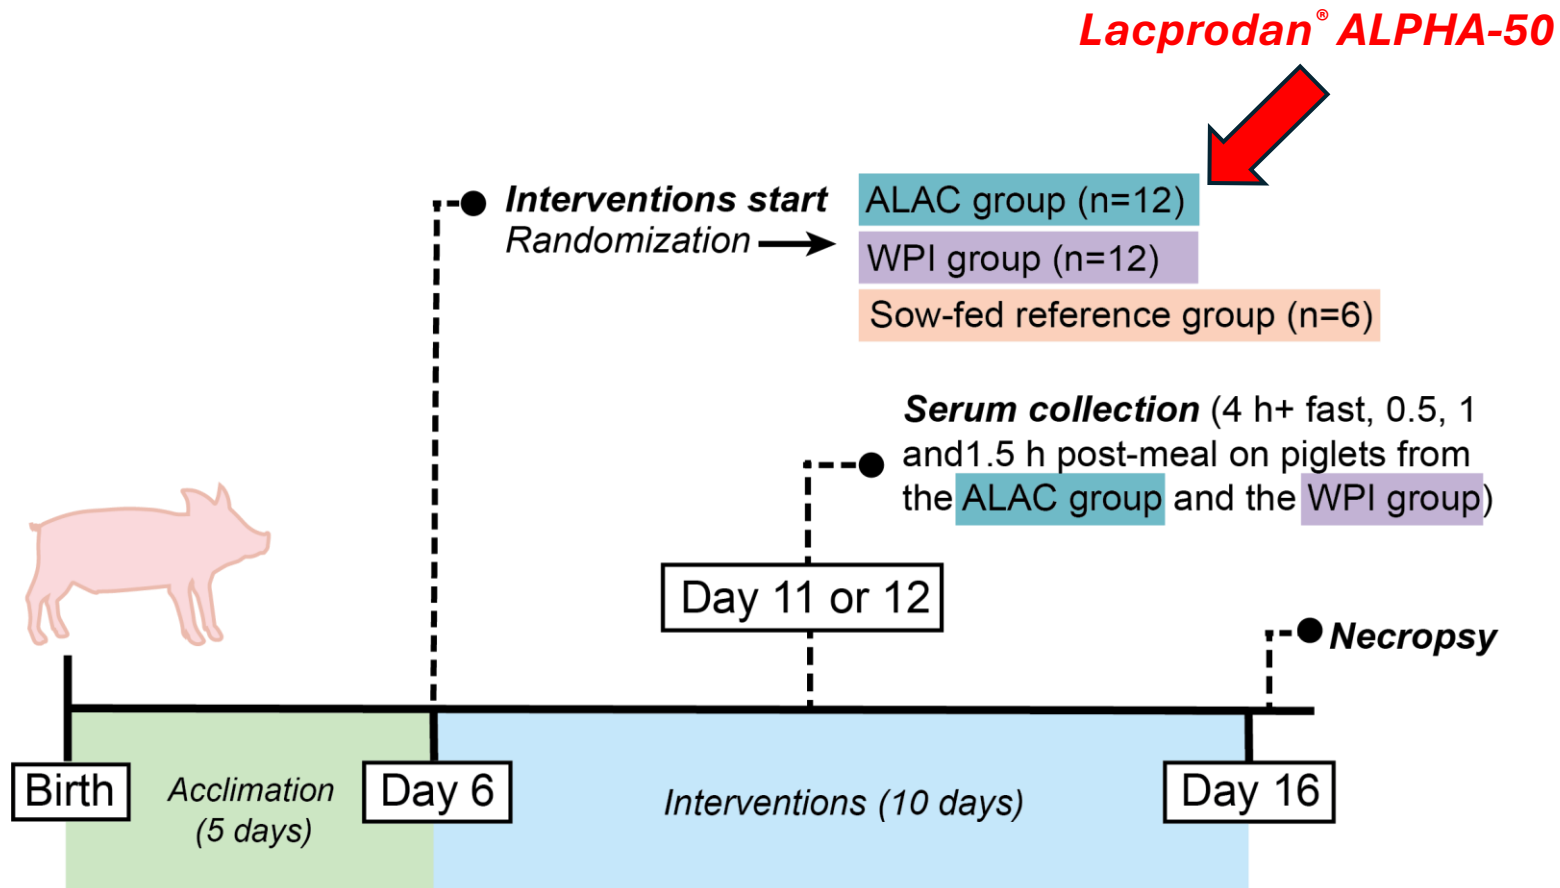 Lacprodan® ALPHA-50
Interventions start
Randomization
ALAC group (n=12)
WPI group (n=12)
Sow-fed reference group (n=6)
Serum collection (4 h+ fast, 0.5, 1
and1.5 h post-meal on piglets from
the ALAC group and the WPI group)
Day 11 or 12
Necropsy
Birth
Acclimation
(5 days)
Day 6
Interventions (10 days)
Day 16